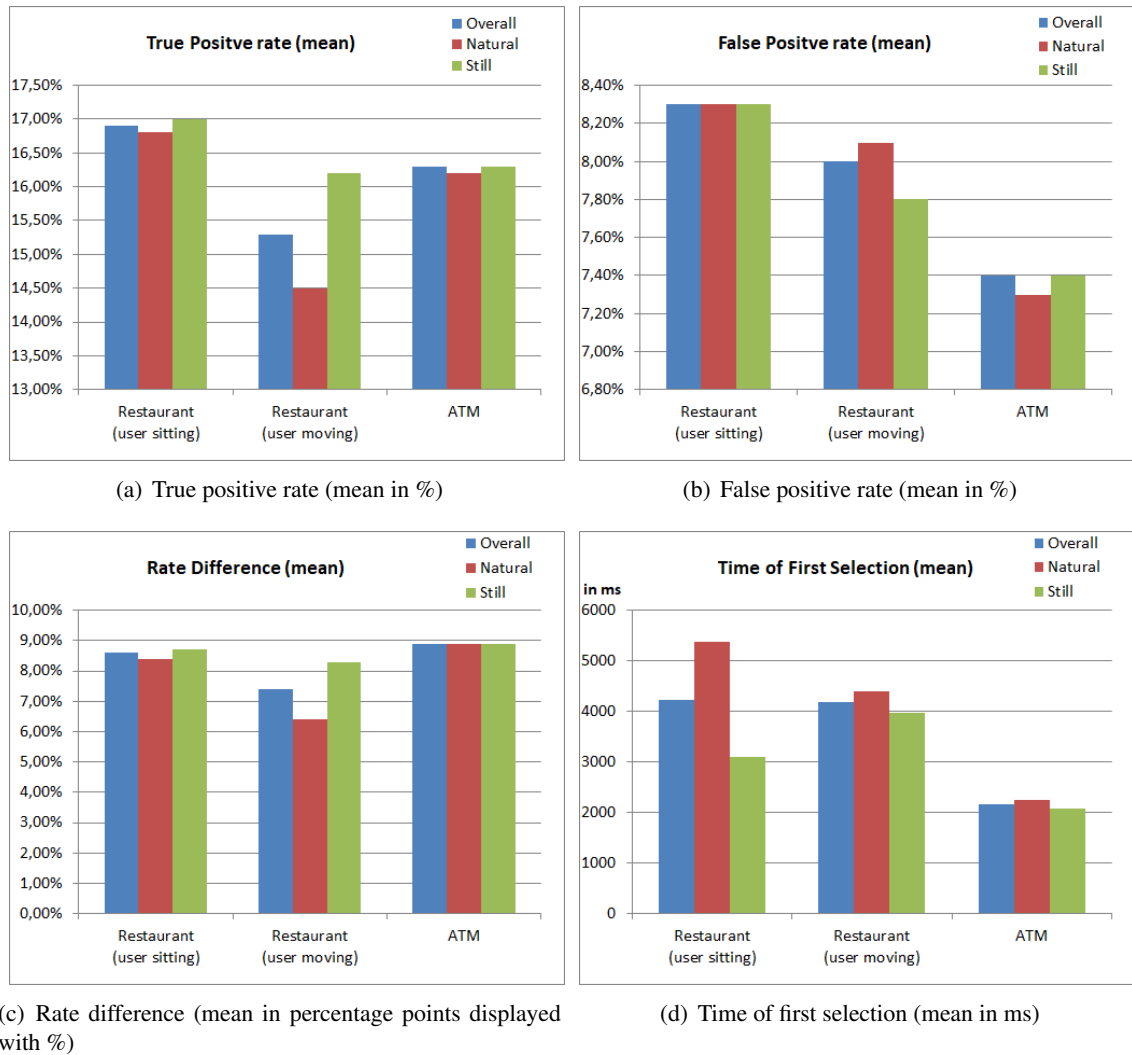 True Positve rate (mean)
Overall
Natural
Still
17,50%
17,00%
16,50%
16,00%
15,50%
15,00%
14,50%
14,00%
13,50%
13,00%
Restaurant
(user sitting)
Restaurant
(user moving)
ATM
(a) True positive rate (mean in %)
False Positve rate (mean)
Overall
Natural
Still
8,40%
8,20%
8,00%
7,80%
7,60%
7,40%
7,20%
7,00%
6,80%
Restaurant
(user sitting)
Restaurant
(user moving)
ATM
(b) False positive rate (mean in %)
Rate Difference (mean)
Overall
Natural
Still
10,00%
9,00%
8,00%
7,00%
6,00%
5,00%
4,00%
3,00%
2,00%
1,00%
0,00%
Restaurant
(user sitting)
Restaurant
(user moving)
ATM
(c) Rate difference (mean in percentage points displayed
with %)
Time of First Selection (mean)
Overall
Natural
Still
in ms
6000
5000
4000
3000
2000
1000
0
Restaurant
(user sitting)
Restaurant
(user moving)
ATM
(d) Time of first selection (mean in ms)